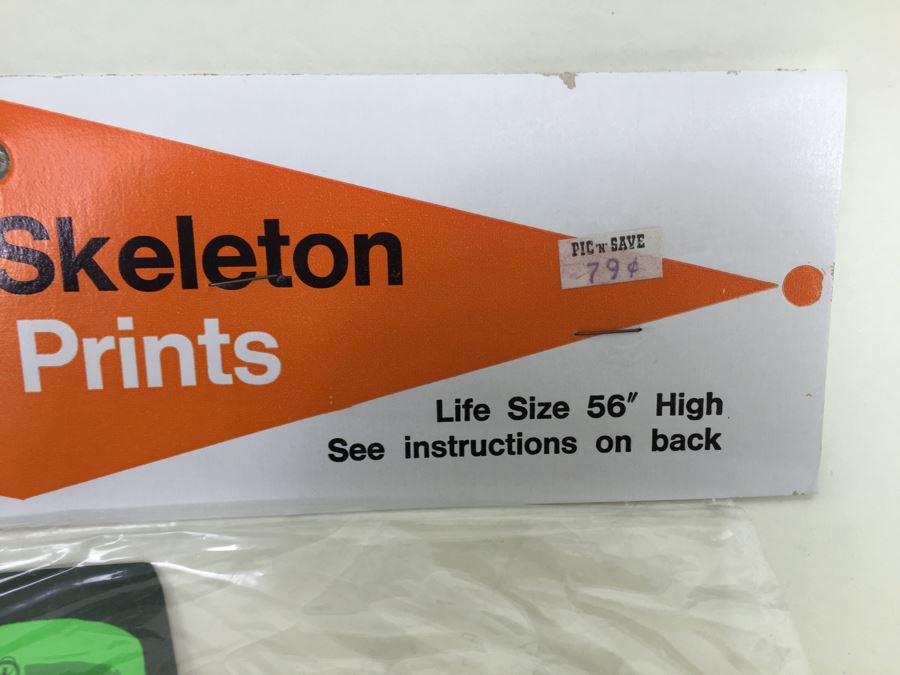 Skeleton
Prints
PIC 'N' SAVE
79¢
Life Size 56″ High
See instructions on back